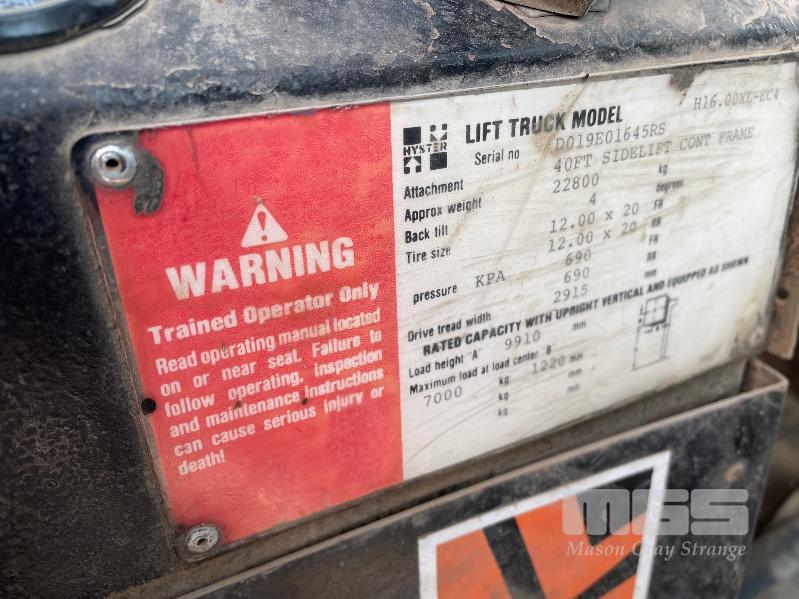 WARNING
Trained Operator Only
Read operating manual located
on or near seat. Failure to
follow operating, inspection
and maintenance instructions
can cause serious injury or
death!
HYSTER
LIFT TRUCK MODEL H16.00XL-EC4
Serial no D019E01645RS
Attachment 40FT SIDELIFT CONT FRAME
Approx weight 22800 kg
Back tilt 4 degrees
Tire size 12.00 x 20 FR
12.00 x 20 RR
pressure KPA 690 FR
690 RR
Drive tread width 2915 mm
RATED CAPACITY WITH UPRIGHT VERTICAL AND EQUIPPED AS SHOWN
Load height "A" 9910 mm
Maximum load at load center "B"
7000 kg 1220 mm
kg mm
kg mm
MGS
Mason Gray Strange